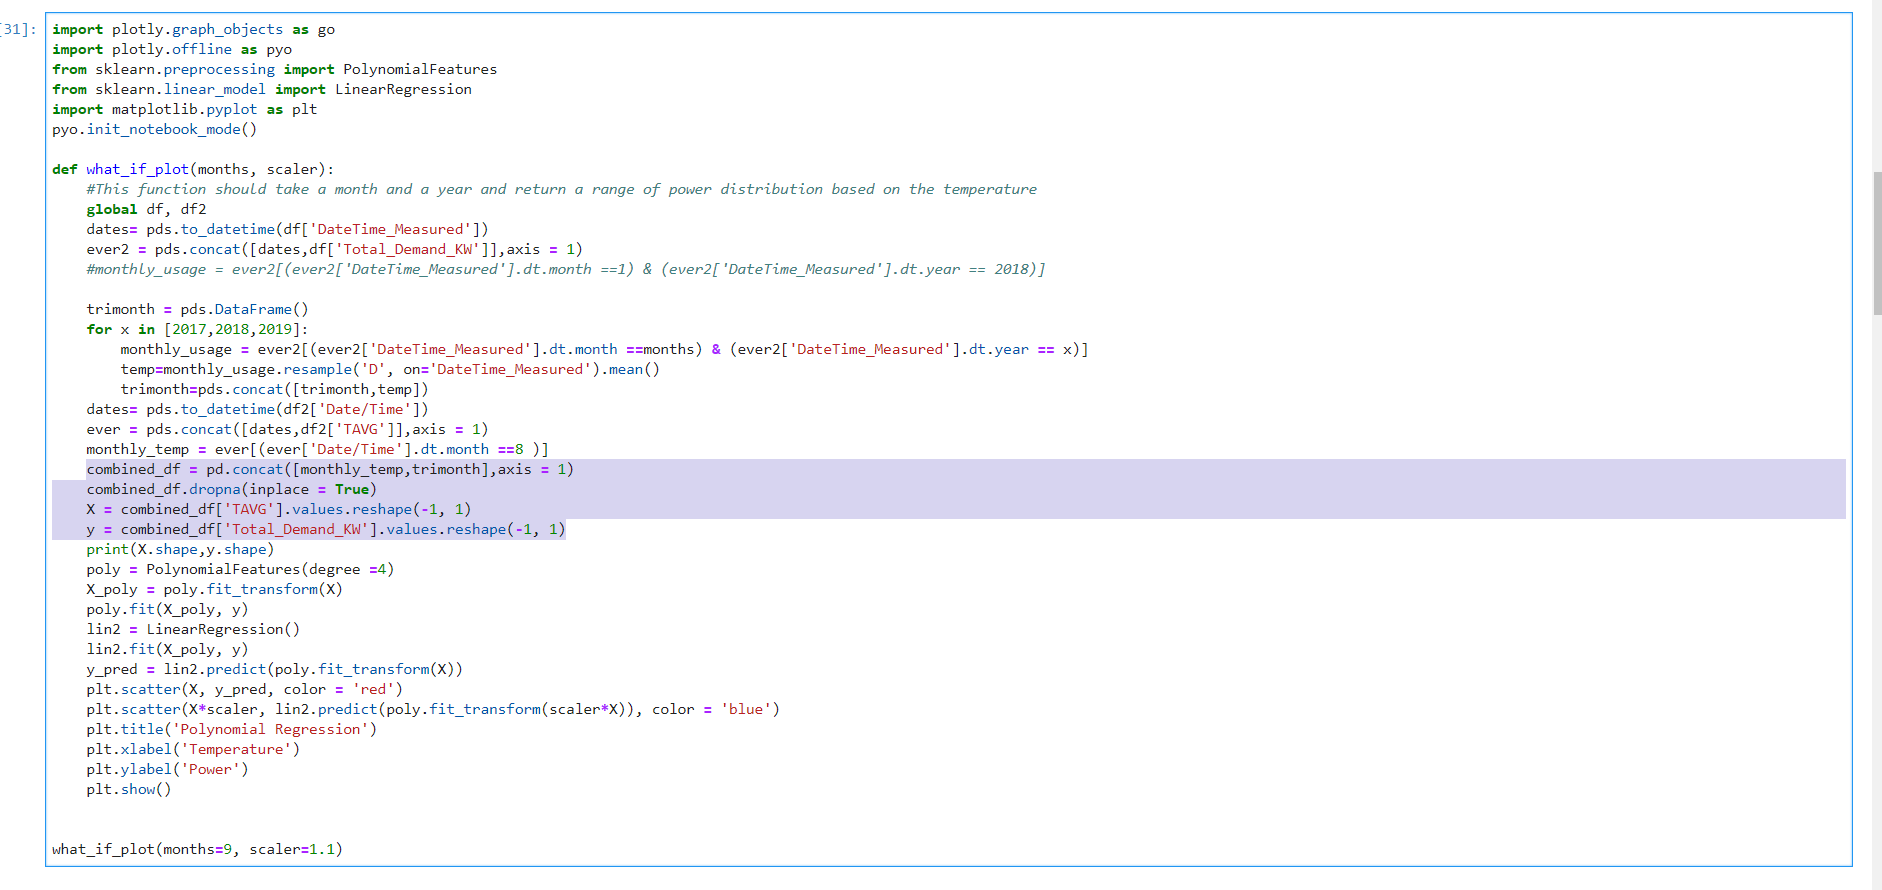 [31]:
import plotly.graph_objects as go
import plotly.offline as pyo
from sklearn.preprocessing import PolynomialFeatures
from sklearn.linear_model import LinearRegression
import matplotlib.pyplot as plt
pyo.init_notebook_mode()

def what_if_plot(months, scaler):
    #This function should take a month and a year and return a range of power distribution based on the temperature
    global df, df2
    dates= pds.to_datetime(df['DateTime_Measured'])
    ever2 = pds.concat([dates,df['Total_Demand_KW']],axis = 1)
    #monthly_usage = ever2[(ever2['DateTime_Measured'].dt.month ==1) & (ever2['DateTime_Measured'].dt.year == 2018)]

    trimonth = pds.DataFrame()
    for x in [2017,2018,2019]:
        monthly_usage = ever2[(ever2['DateTime_Measured'].dt.month ==months) & (ever2['DateTime_Measured'].dt.year == x)]
        temp=monthly_usage.resample('D', on='DateTime_Measured').mean()
        trimonth=pds.concat([trimonth,temp])
    dates= pds.to_datetime(df2['Date/Time'])
    ever = pds.concat([dates,df2['TAVG']],axis = 1)
    monthly_temp = ever[(ever['Date/Time'].dt.month ==8 )]
    combined_df = pd.concat([monthly_temp,trimonth],axis = 1)
    combined_df.dropna(inplace = True)
    X = combined_df['TAVG'].values.reshape(-1, 1)
    y = combined_df['Total_Demand_KW'].values.reshape(-1, 1)
    print(X.shape,y.shape)
    poly = PolynomialFeatures(degree =4)
    X_poly = poly.fit_transform(X)
    poly.fit(X_poly, y)
    lin2 = LinearRegression()
    lin2.fit(X_poly, y)
    y_pred = lin2.predict(poly.fit_transform(X))
    plt.scatter(X, y_pred, color = 'red')
    plt.scatter(X*scaler, lin2.predict(poly.fit_transform(scaler*X)), color = 'blue')
    plt.title('Polynomial Regression')
    plt.xlabel('Temperature')
    plt.ylabel('Power')
    plt.show()

what_if_plot(months=9, scaler=1.1)